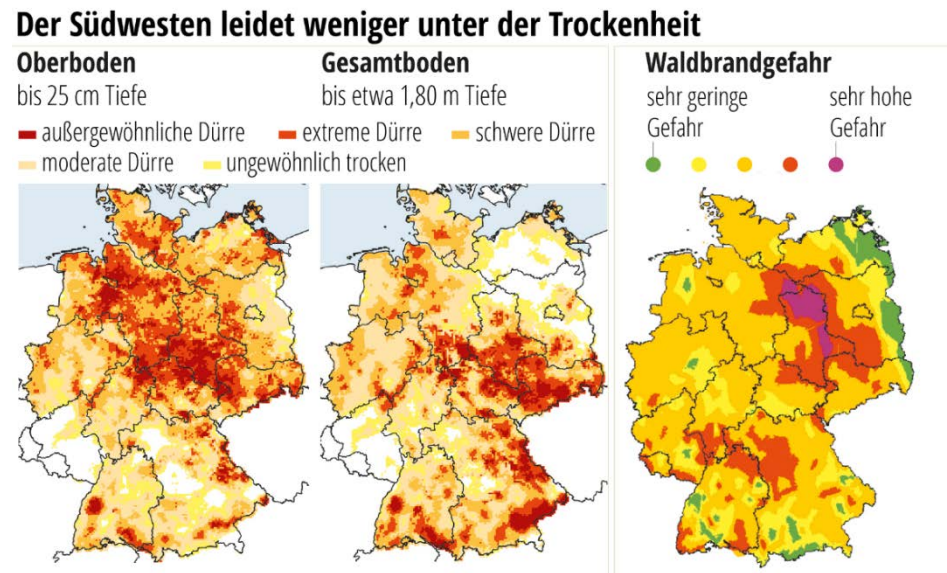 Der Südwesten leidet weniger unter der Trockenheit
Oberboden
bis 25 cm Tiefe
Gesamtboden
bis etwa 1,80 m Tiefe
außergewöhnliche Dürre
extreme Dürre
schwere Dürre
moderate Dürre
ungewöhnlich trocken
Waldbrandgefahr
sehr geringe
Gefahr
sehr hohe
Gefahr